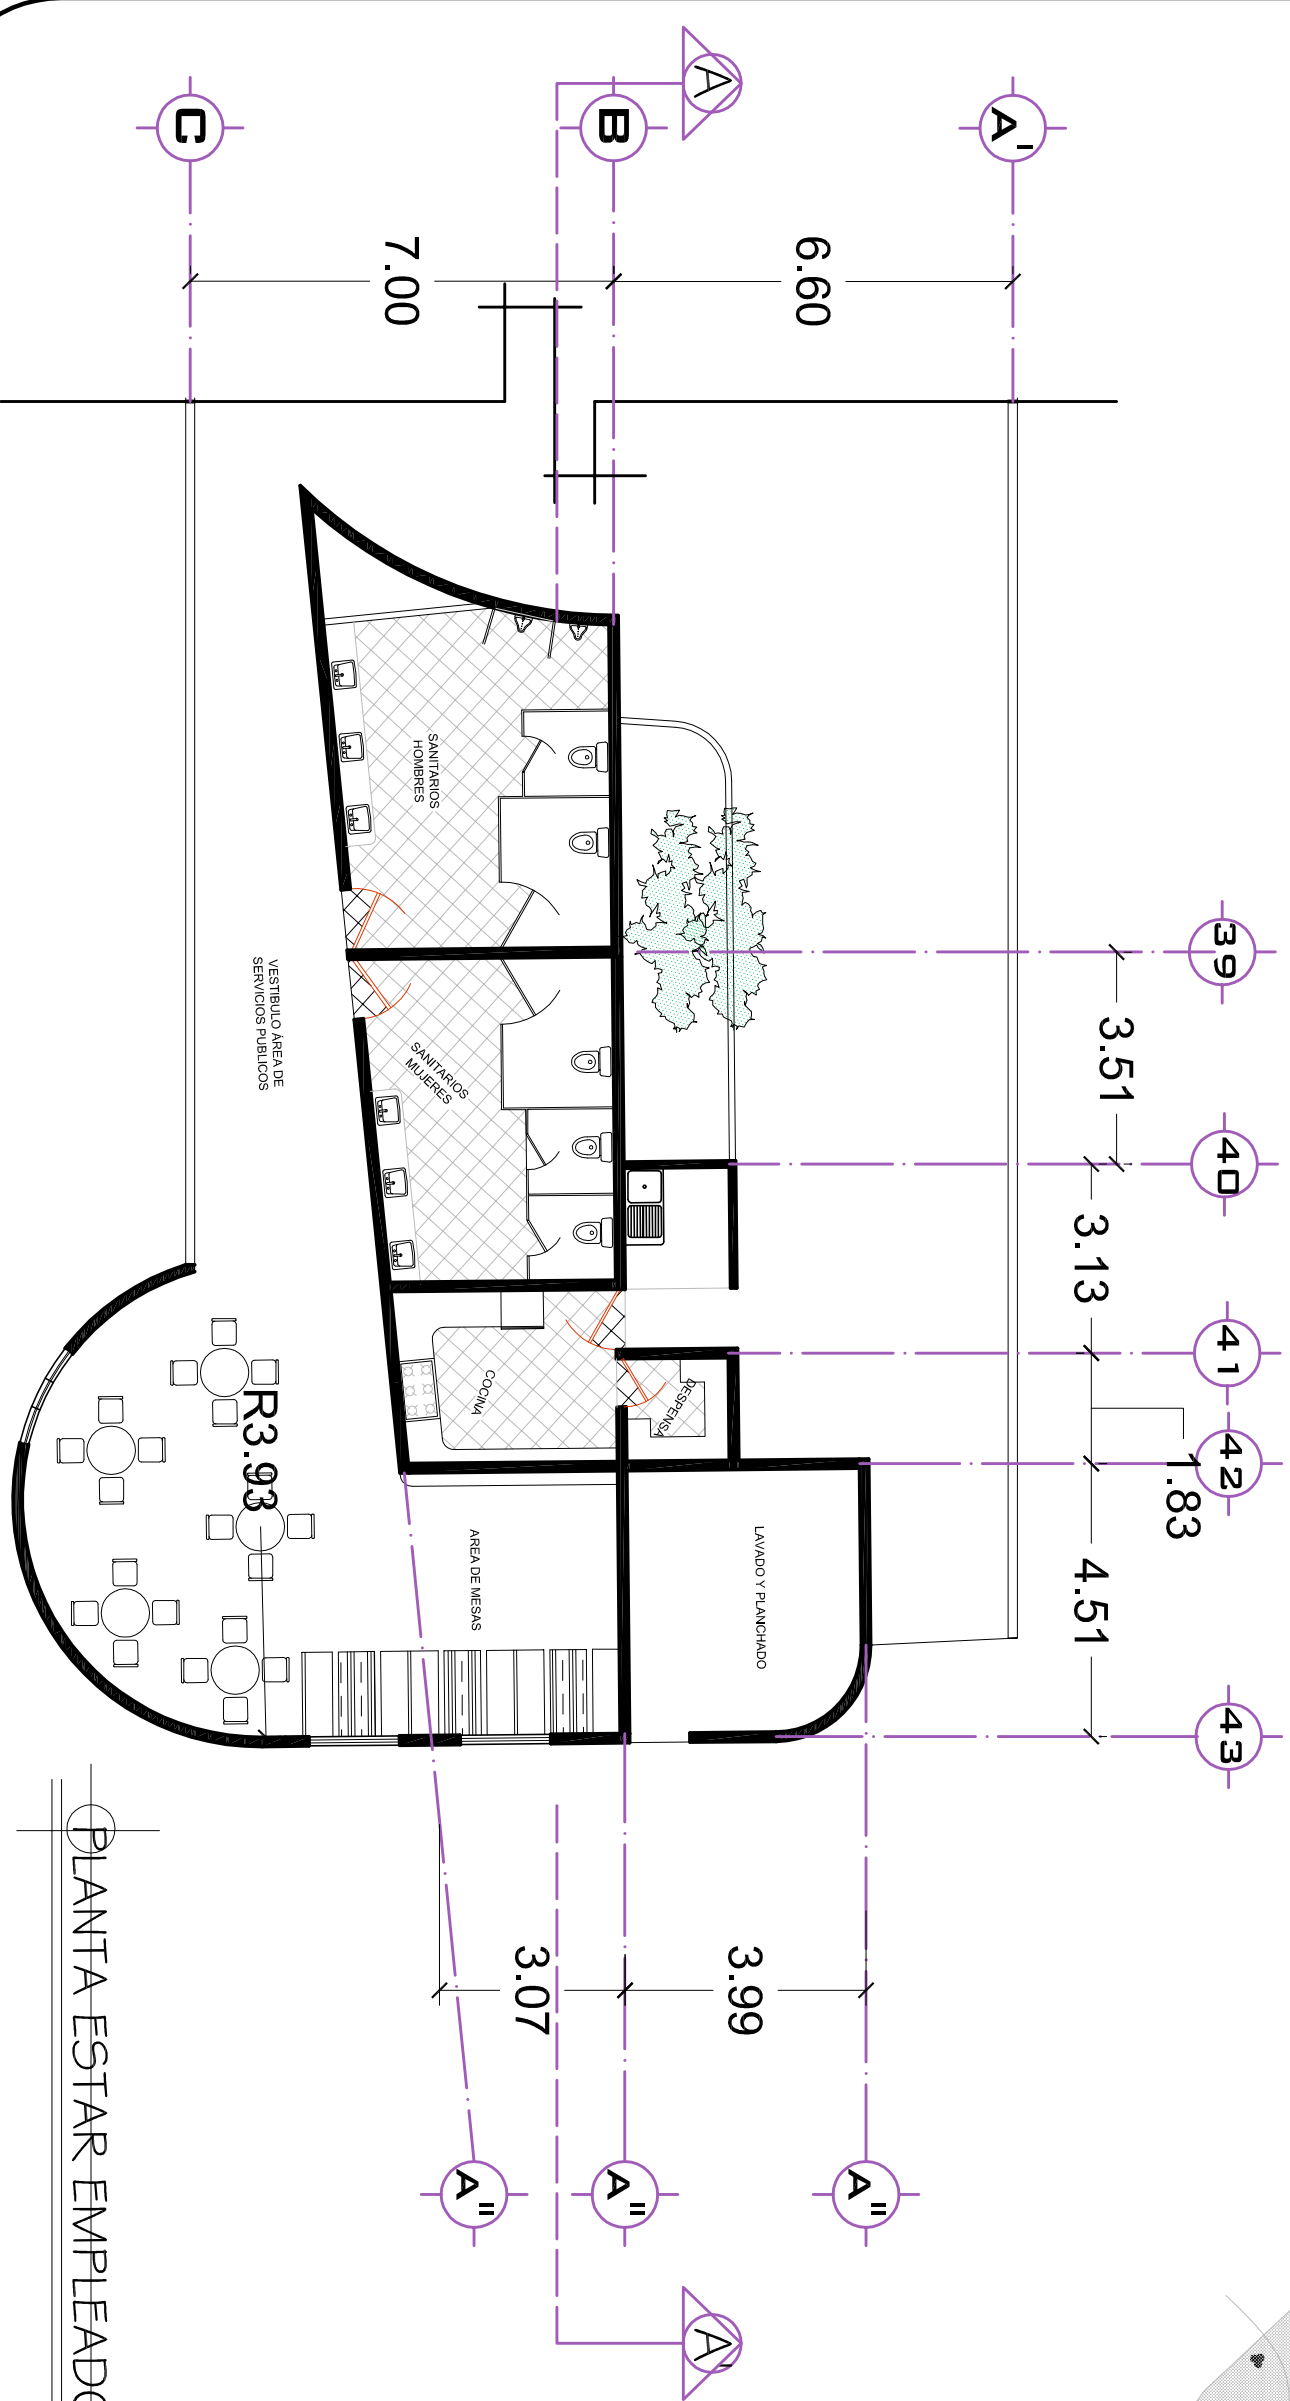 39
40
41
42
43
3.51
3.13
1.83
4.51
A'
B
C
A
6.60
7.00
SANITARIOS
HOMBRES
SANITARIOS
MUJERES
VESTIBULO ÁREA DE
SERVICIOS PUBLICOS
COCINA
DESPENSA
LAVADO Y PLANCHADO
AREA DE MESAS
R3.93
3.99
3.07
A"
A"
A"
A'
PLANTA ESTAR EMPLEADO